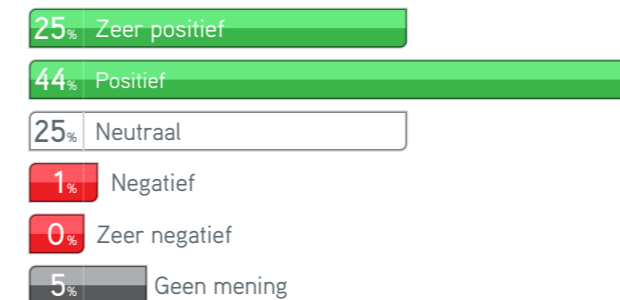 25% Zeer positief
44% Positief
25% Neutraal
1% Negatief
0% Zeer negatief
5% Geen mening